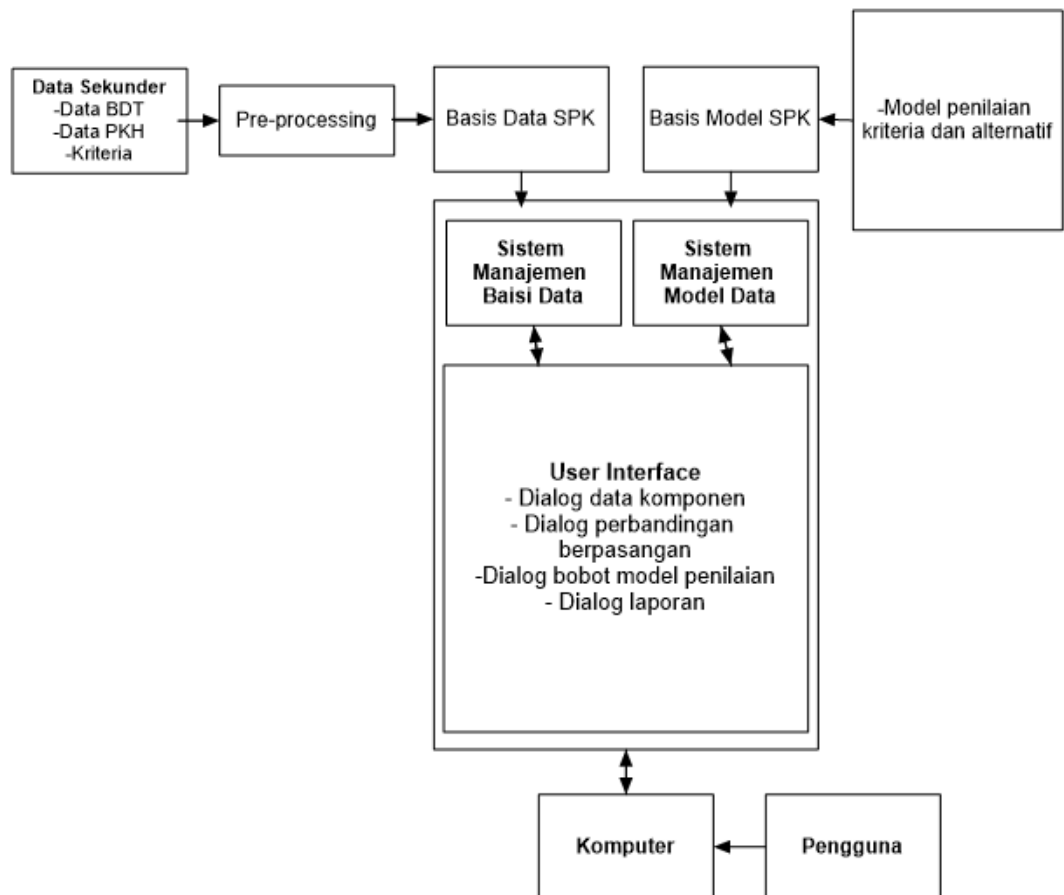 Data Sekunder
-Data BDT
-Data PKH
-Kriteria
Pre-processing
Basis Data SPK
Basis Model SPK
-Model penilaian
kriteria dan alternatif
Sistem
Manajemen
Baisi Data
Sistem
Manajemen
Model Data
User Interface
- Dialog data komponen
- Dialog perbandingan
berpasangan
-Dialog bobot model penilaian
- Dialog laporan
Komputer
Pengguna